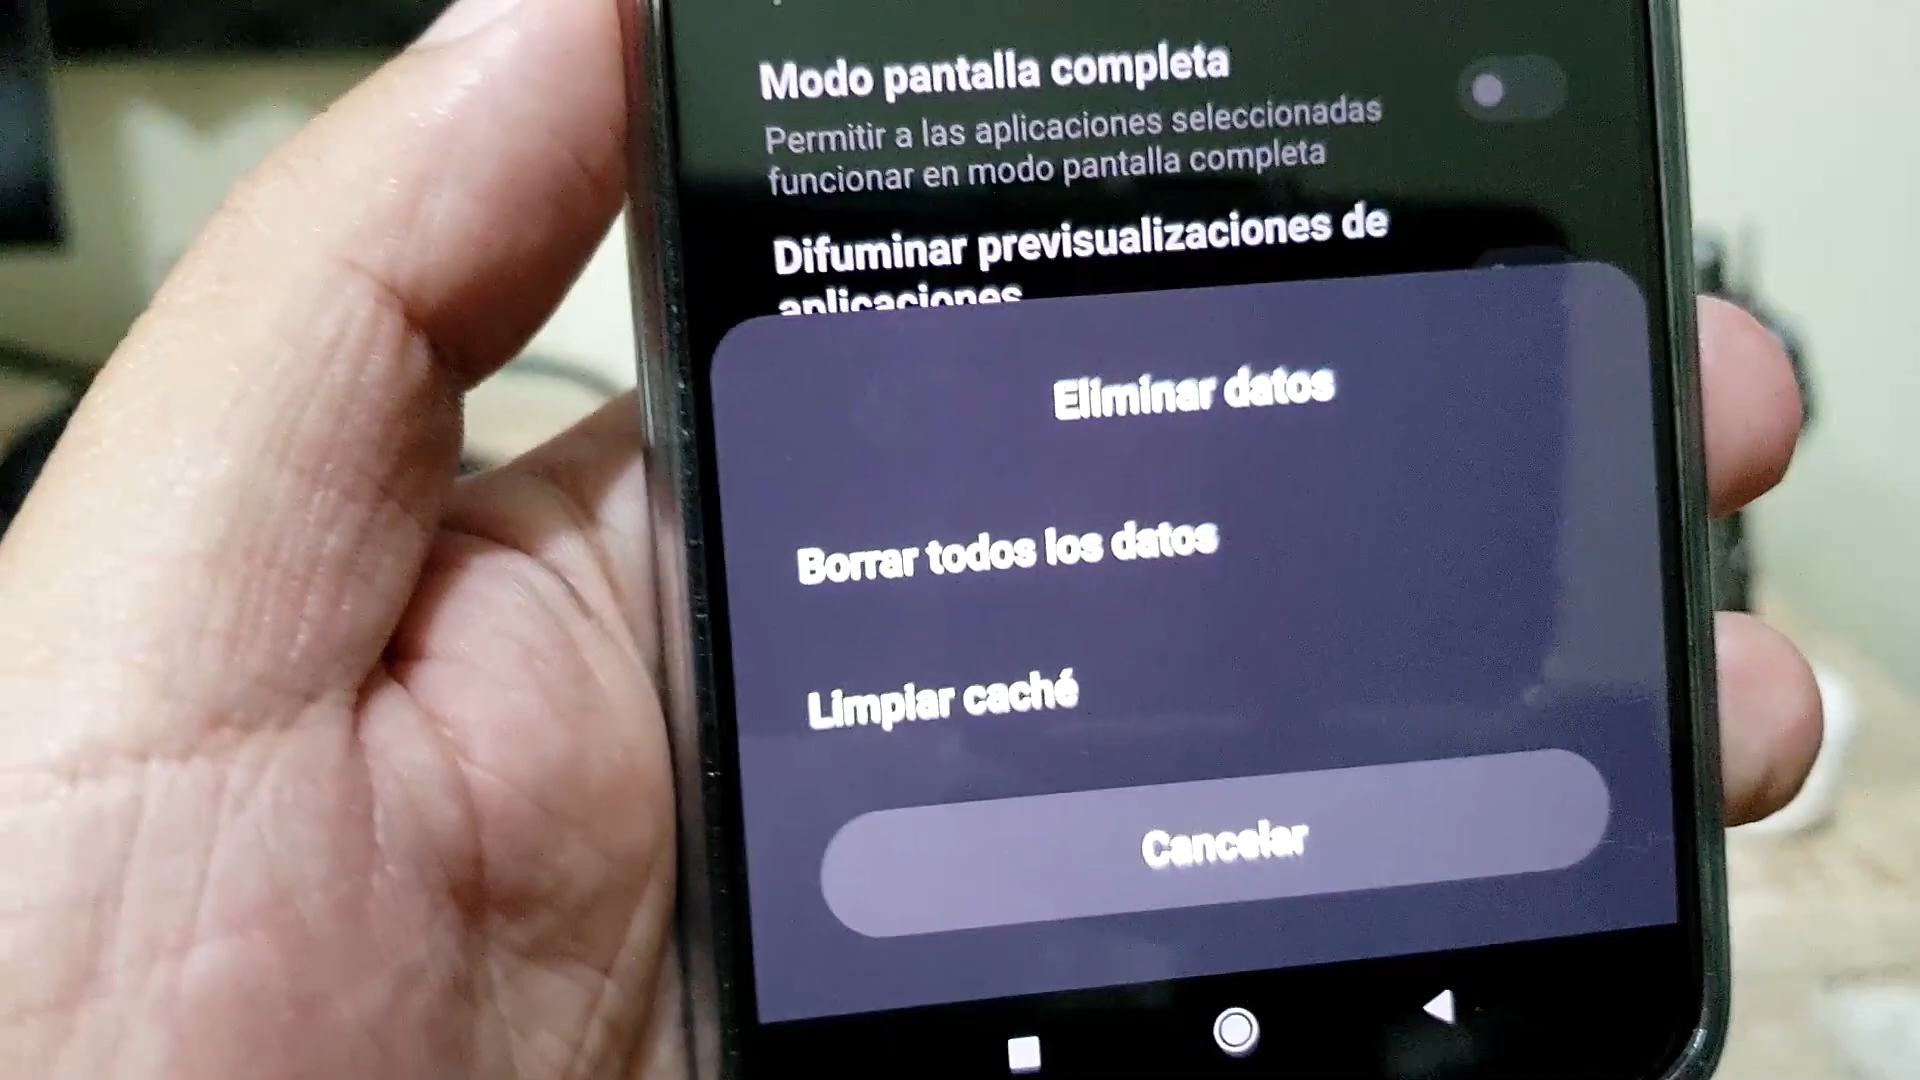 Modo pantalla completa
Permitir a las aplicaciones seleccionadas
funcionar en modo pantalla completa
Difuminar previsualizaciones de
aplicaciones
Eliminar datos
Borrar todos los datos
Limpiar caché
Cancelar